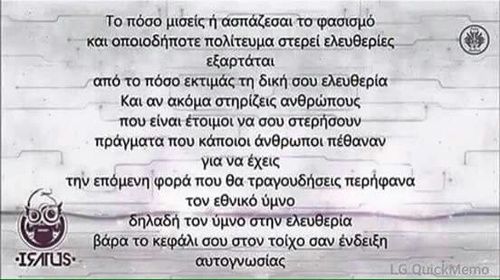 Το πόσο μισείς ή ασπάζεσαι το φασισμό
και οποιοδήποτε πολίτευμα στερεί ελευθερίες
εξαρτάται
από το πόσο εκτιμάς τη δική σου ελευθερία
Και αν ακόμα στηρίζεις ανθρώπους
που είναι έτοιμοι να σου στερήσουν
πράγματα που κάποιοι άνθρωποι πέθαναν
για να έχεις
την επόμενη φορά που θα τραγουδήσεις περήφανα
τον εθνικό ύμνο
δηλαδή τον ύμνο στην ελευθερία
βάρα το κεφάλι σου στον τοίχο σαν ένδειξη
αυτογνωσίας
LG QuickMemo